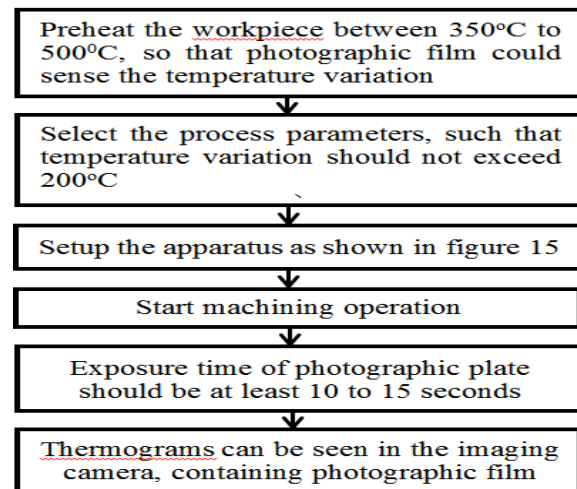 Preheat the workpiece between 350°C to
500⁰C, so that photographic film could
sense the temperature variation
Select the process parameters, such that
temperature variation should not exceed
200°C
Setup the apparatus as shown in figure 15
Start machining operation
Exposure time of photographic plate
should be at least 10 to 15 seconds
Thermograms can be seen in the imaging
camera, containing photographic film